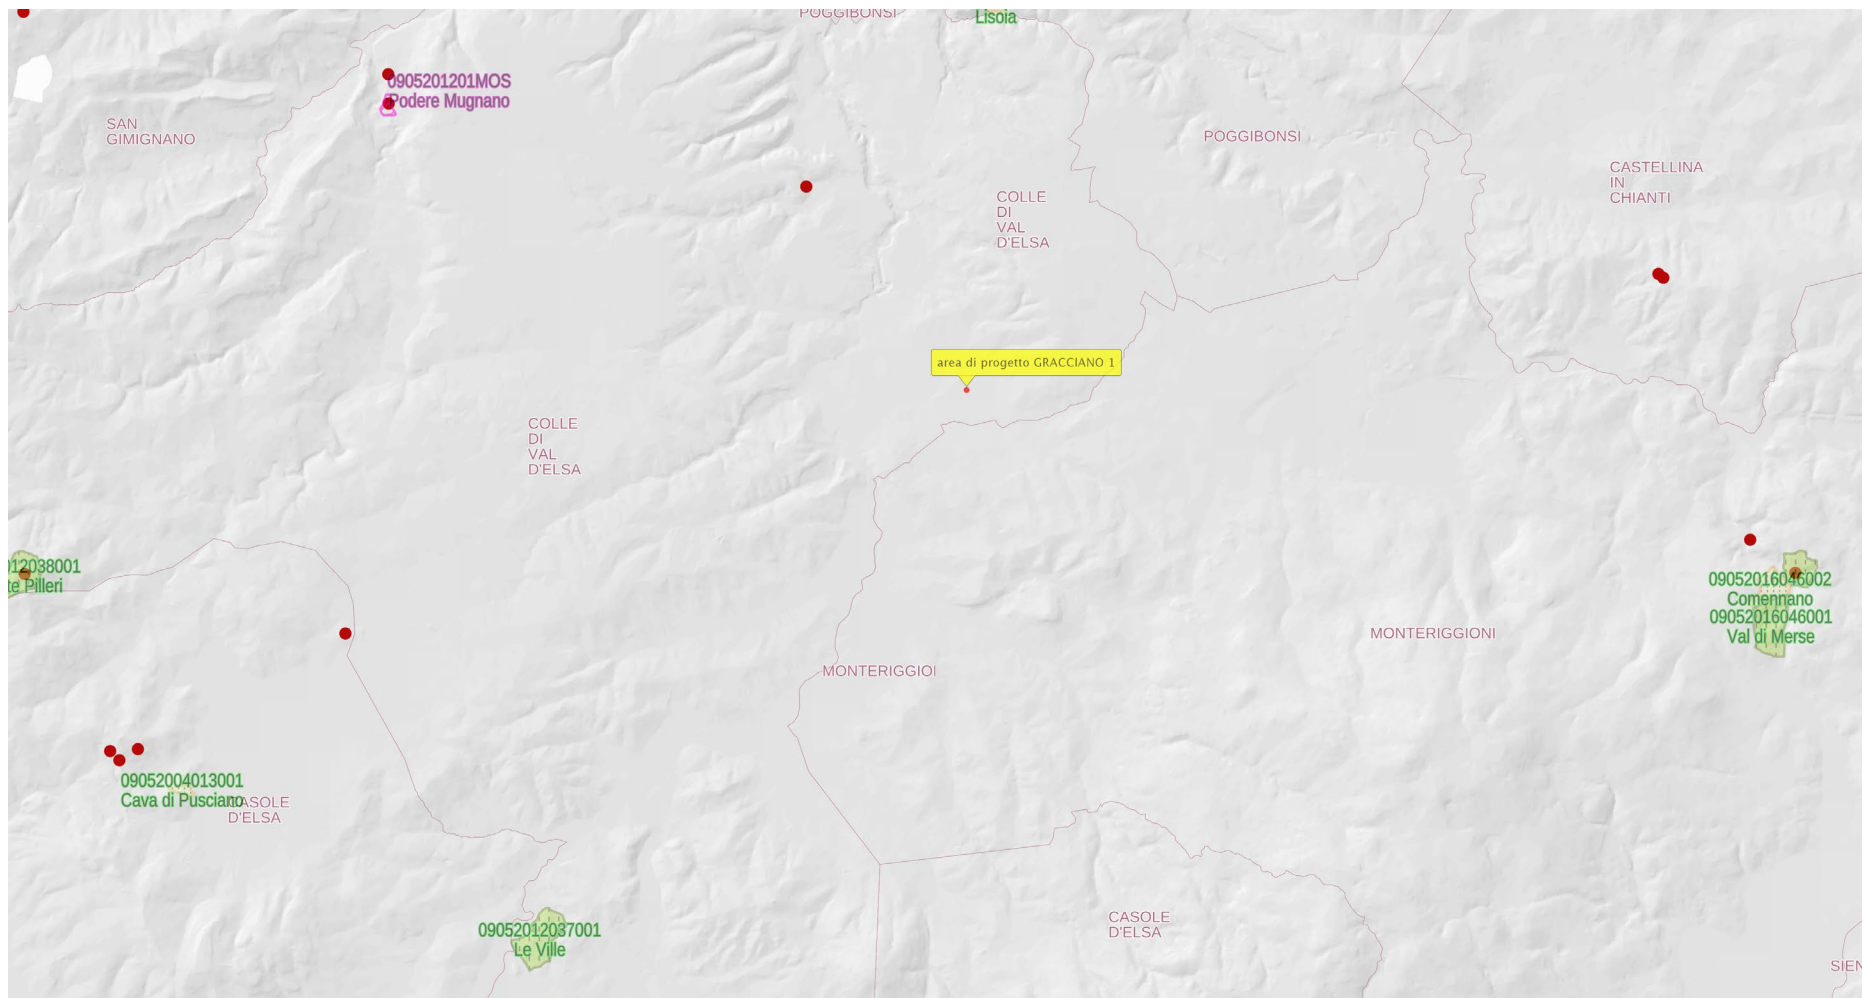 POGGIBONSI
Lisoia
0905201201MOS
Podere Mugnano
SAN
GIMIGNANO
POGGIBONSI
CASTELLINA
IN
CHIANTI
COLLE
DI
VAL
D'ELSA
area di progetto GRACCIANO 1
COLLE
DI
VAL
D'ELSA
012038001
te Pilleri
09052016046002
Comennano
09052016046001
Val di Merse
MONTERIGGIONI
MONTERIGGIOI
09052004013001
Cava di Pusciano
CASOLE
D'ELSA
09052012037001
Le Ville
CASOLE
D'ELSA
SIEN